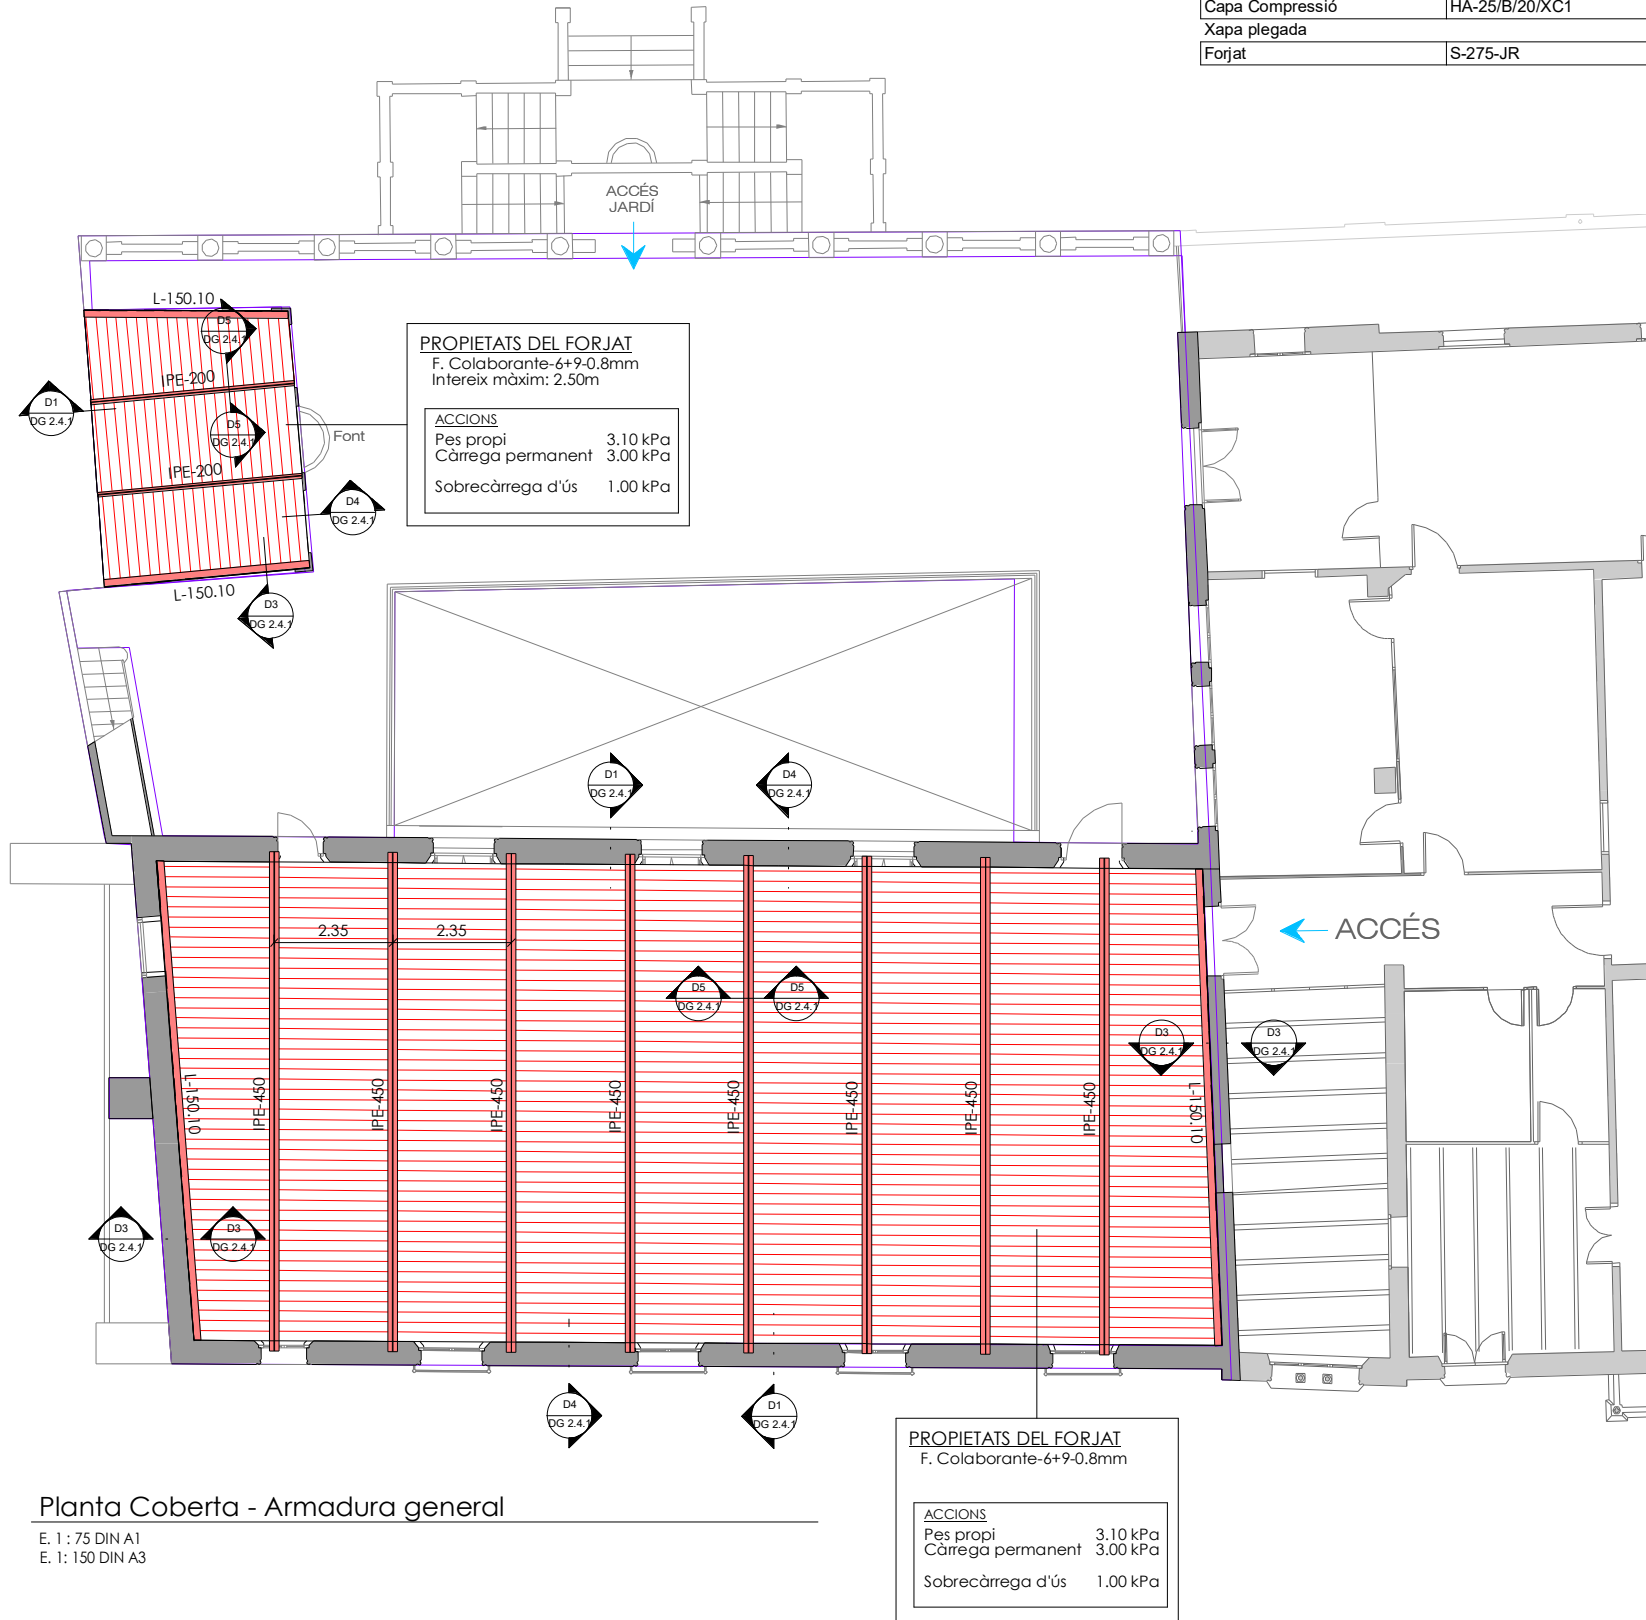 Capa Compressió HA-25/B/20/XC1
Xapa plegada
Forjat S-275-JR
ACCÉS
JARDÍ
L-150.10
D5
DG 2.4.1
IPE-200
D1
DG 2.4.1
D5
DG 2.4.1
Font
IPE-200
D4
DG 2.4.1
L-150.10
D3
DG 2.4.1
PROPIETATS DEL FORJAT
F. Colaborante-6+9-0.8mm
Intereix màxim: 2.50m
ACCIONS
Pes propi 3.10 kPa
Càrrega permanent 3.00 kPa
Sobrecàrrega d'ús 1.00 kPa
D1
DG 2.4.1
D4
DG 2.4.1
2.35
2.35
ACCÉS
D5
DG 2.4.1
D5
DG 2.4.1
D3
DG 2.4.1
D3
DG 2.4.1
L-150.10
IPE-450
IPE-450
IPE-450
IPE-450
IPE-450
IPE-450
IPE-450
IPE-450
L-150.10
D3
DG 2.4.1
D3
DG 2.4.1
D4
DG 2.4.1
D1
DG 2.4.1
PROPIETATS DEL FORJAT
F. Colaborante-6+9-0.8mm
ACCIONS
Pes propi 3.10 kPa
Càrrega permanent 3.00 kPa
Sobrecàrrega d'ús 1.00 kPa
Planta Coberta - Armadura general
E. 1 : 75 DIN A1
E. 1: 150 DIN A3